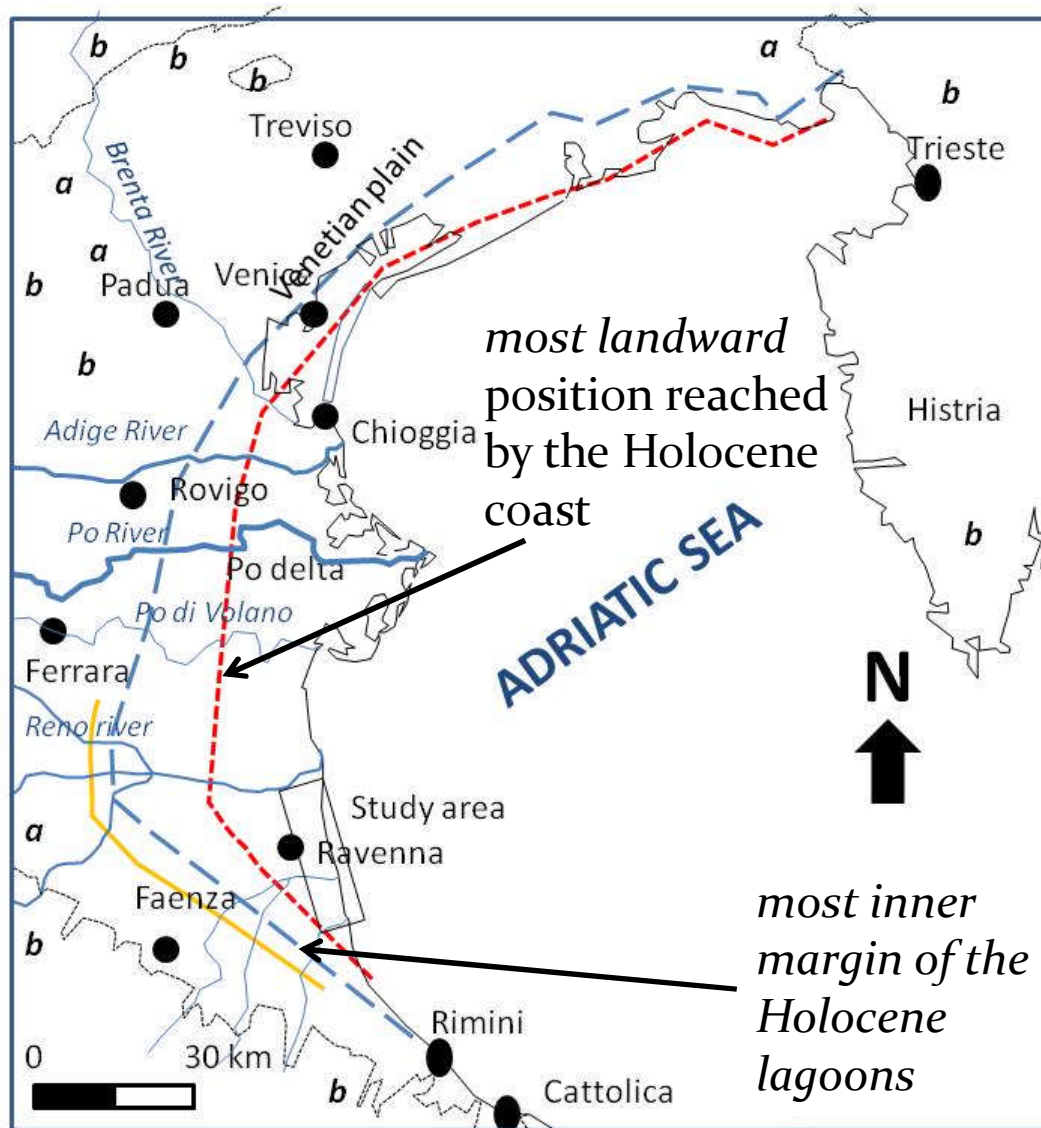 b
b
b
a
b
Treviso
Trieste
Brenta River
a
a
b
Padua
Venice
Venetian plain
b
most landward
position reached
by the Holocene
coast
Histria
b
Adige River
Chioggia
Rovigo
Po River
Po delta
Po di Volano
ADRIATIC SEA
Ferrara
N
Reno river
a
Study area
Ravenna
Faenza
b
most inner
margin of the
Holocene
lagoons
Rimini
0 30 km
b
Cattolica